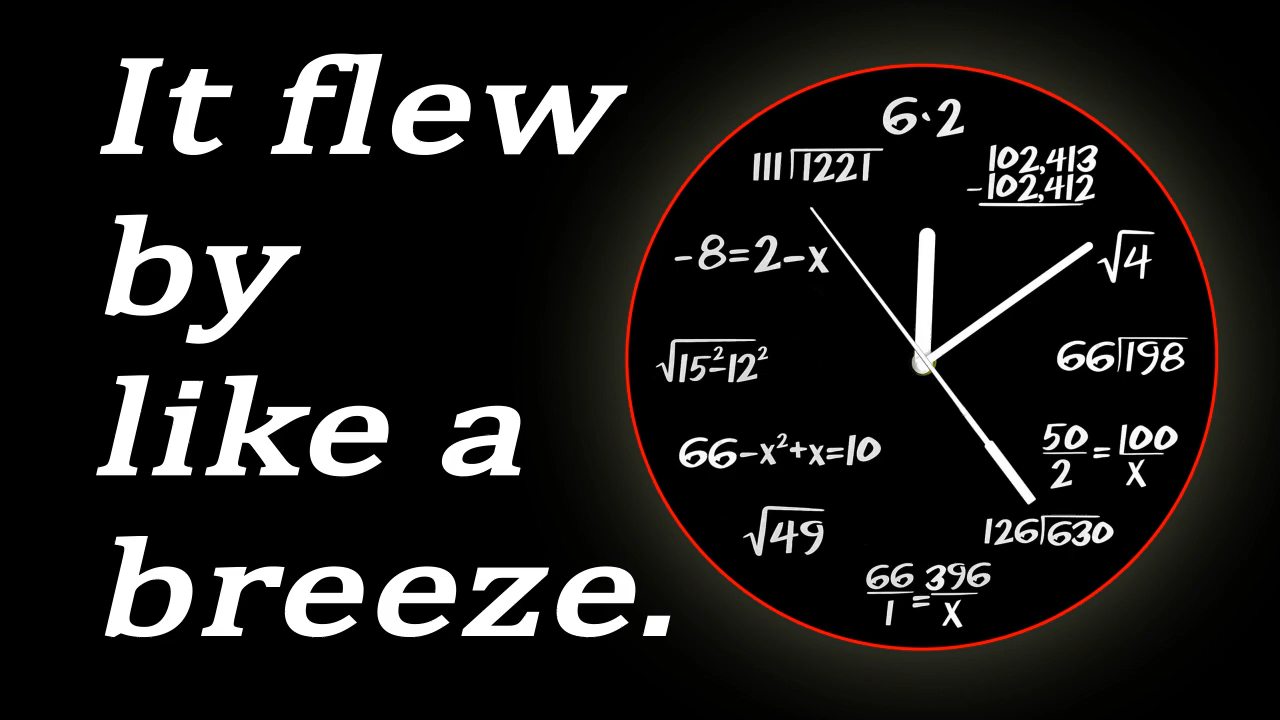 It flew
by
like a
breeze.
6·2
102,413
-102,412
√4
66⟌198
50/2 = 100/x
126⟌630
66/1 = 396/x
√49
66-x²+x=10
√15²-12²
-8=2-x
111⟌1221